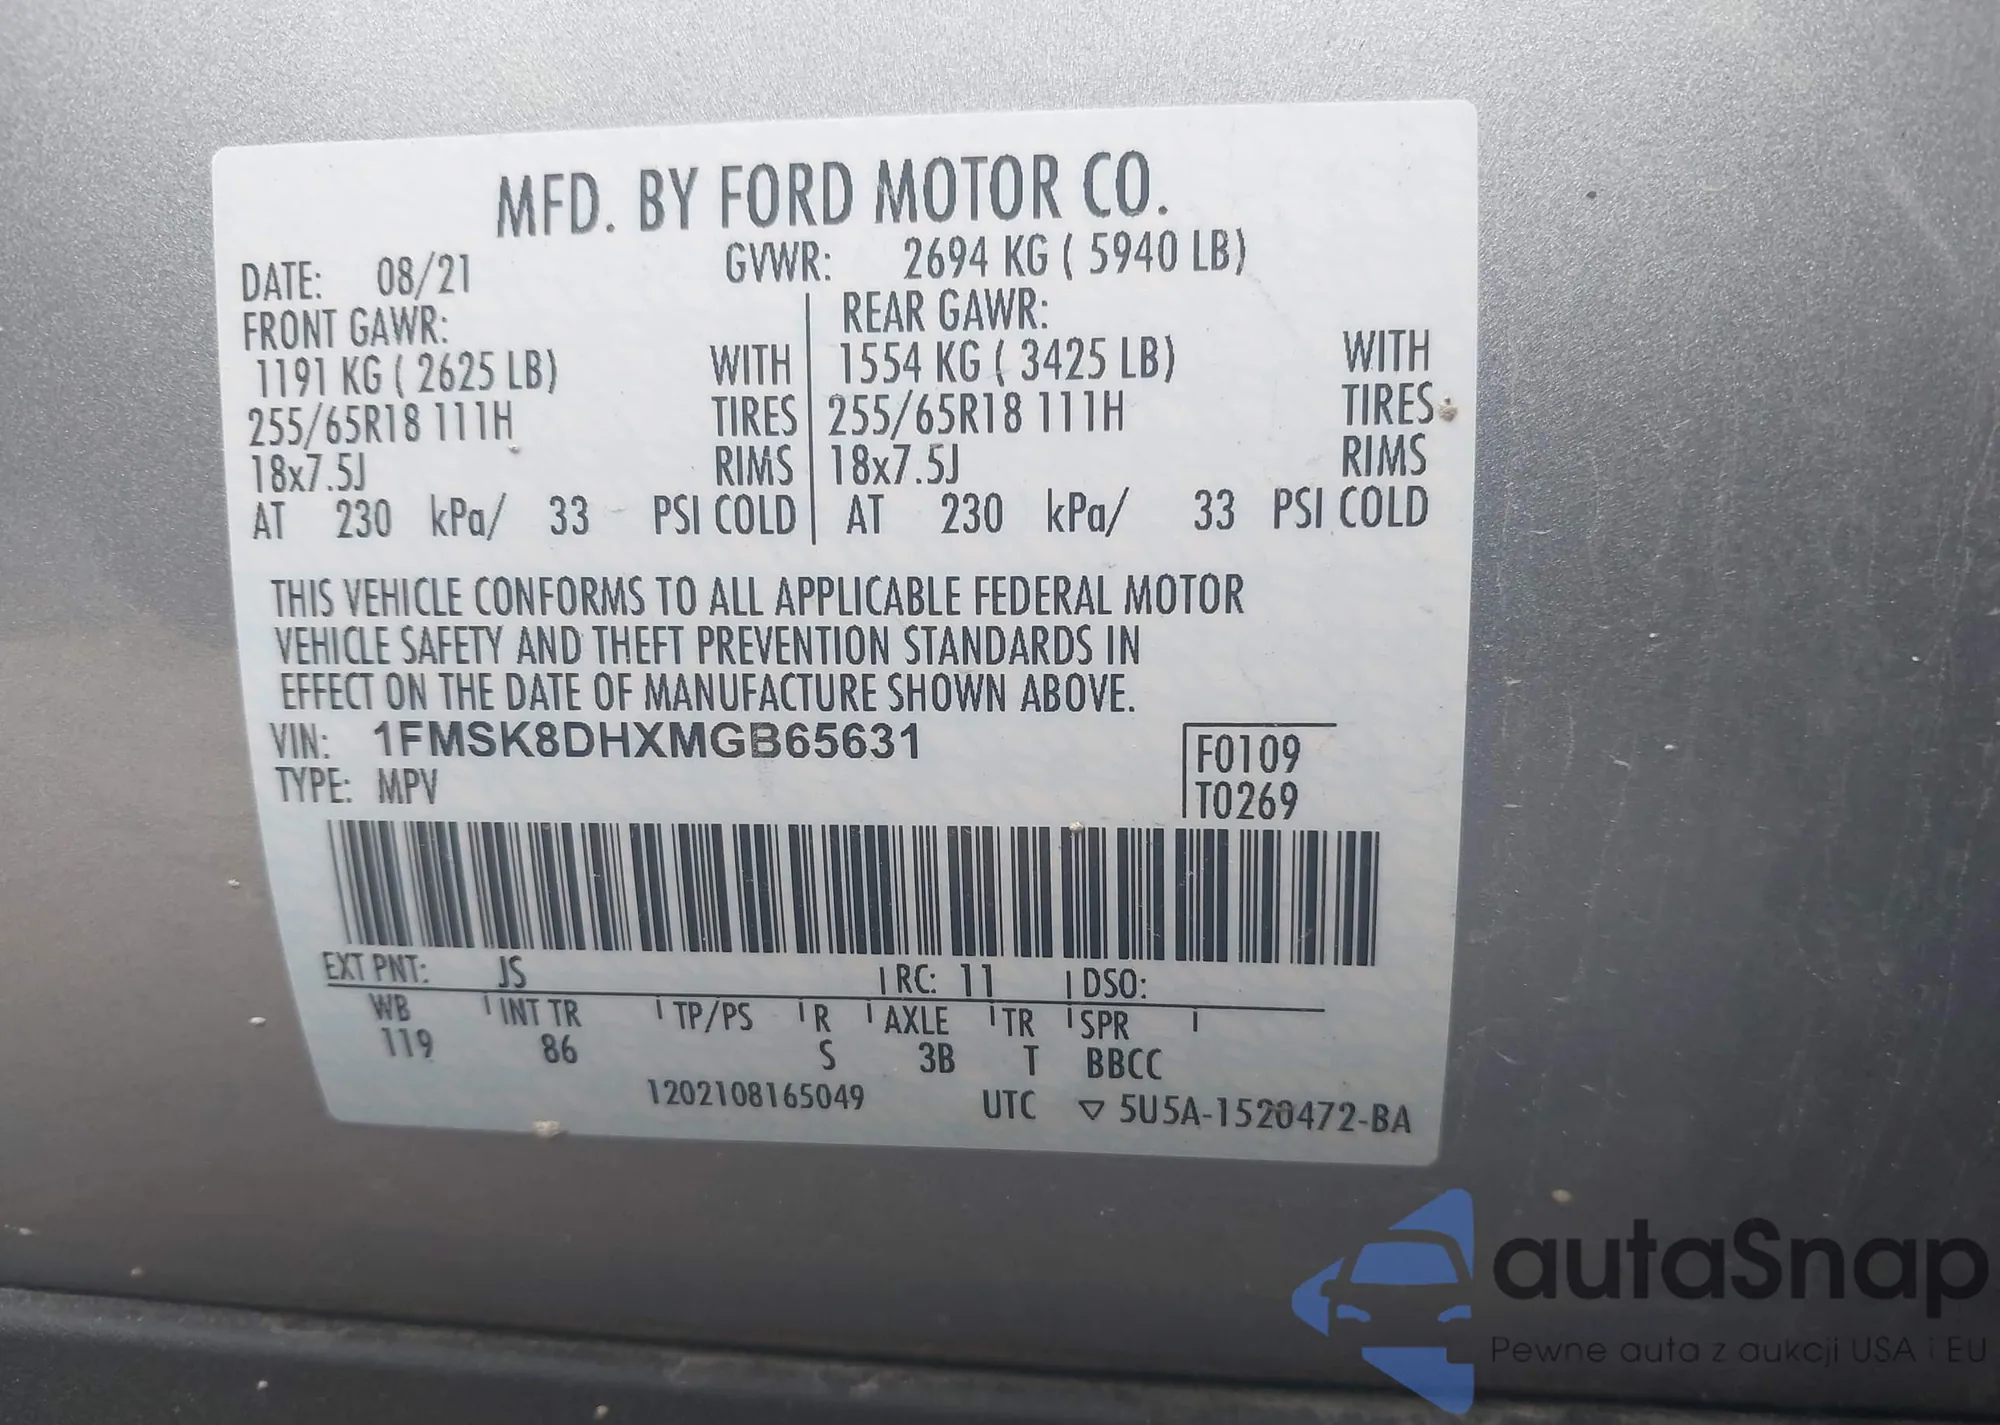 MFD. BY FORD MOTOR CO.
DATE: 08/21 GVWR: 2694 KG ( 5940 LB)
FRONT GAWR: REAR GAWR:
1191 KG ( 2625 LB) WITH 1554 KG ( 3425 LB) WITH
255/65R18 111H TIRES 255/65R18 111H TIRES
18x7.5J RIMS 18x7.5J RIMS
AT 230 kPa/ 33 PSI COLD AT 230 kPa/ 33 PSI COLD
THIS VEHICLE CONFORMS TO ALL APPLICABLE FEDERAL MOTOR
VEHICLE SAFETY AND THEFT PREVENTION STANDARDS IN
EFFECT ON THE DATE OF MANUFACTURE SHOWN ABOVE.
VIN: 1FMSK8DHXMGB65631 F0109
TYPE: MPV T0269
EXT PNT: JS RC: 11 DSO:
WB INT TR TP/PS R AXLE TR SPR
119 86 S 3B T BBCC
1202108165049 UTC ▽ 5U5A-1520472-BA
autaSnap
Pewne auta z aukcji USA i EU